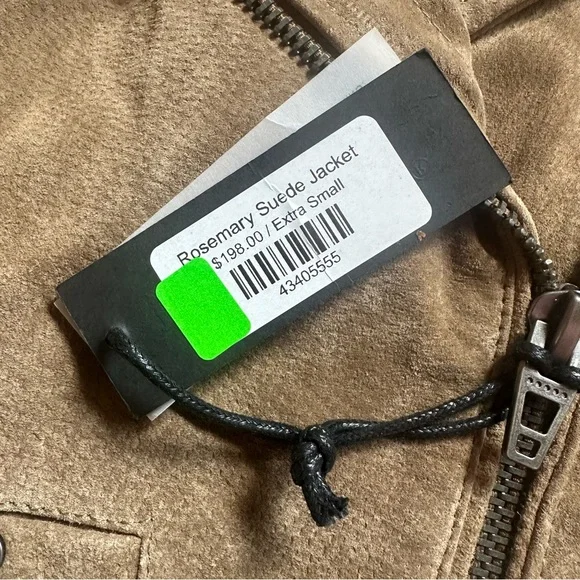 Rosemary Suede Jacket
$198.00 / Extra Small
43405555